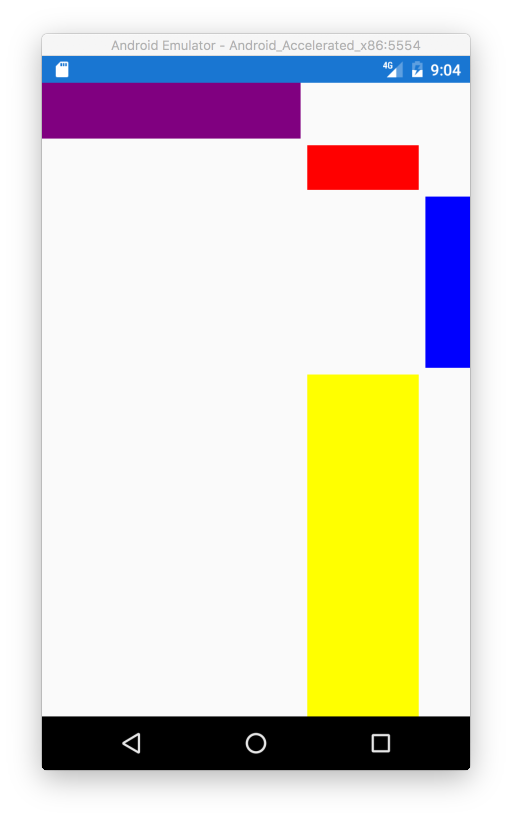 Android Emulator - Android_Accelerated_x86:5554
4G
9:04